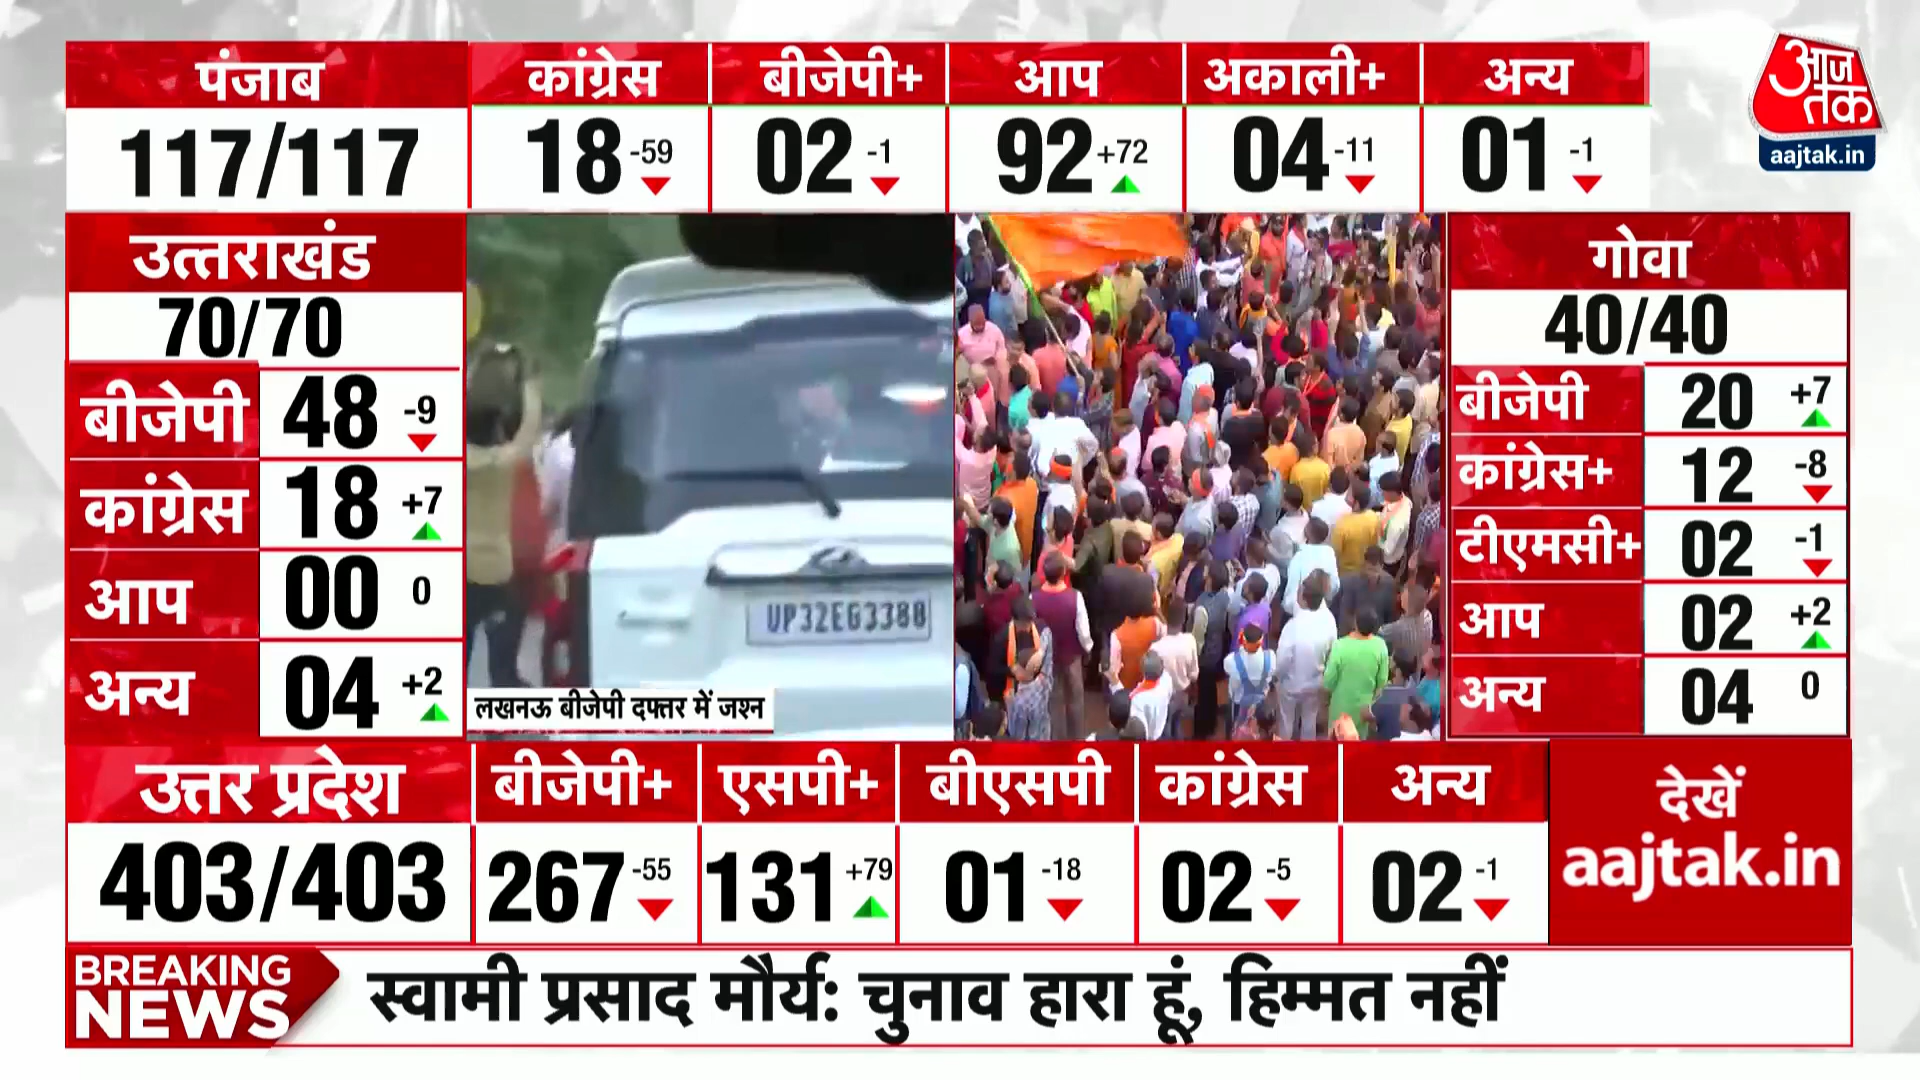 पंजाब
117/117
कांग्रेस
18 -59
बीजेपी+
02 -1
आप
92 +72
अकाली+
04 -11
अन्य
01 -1
आज तक
aajtak.in
उत्तराखंड
70/70
बीजेपी 48 -9
कांग्रेस 18 +7
आप 00 0
अन्य 04 +2
UP32EG3388
लखनऊ बीजेपी दफ्तर में जश्न
गोवा
40/40
बीजेपी 20 +7
कांग्रेस+ 12 -8
टीएमसी+ 02 -1
आप 02 +2
अन्य 04 0
उत्तर प्रदेश
403/403
बीजेपी+
267 -55
एसपी+
131 +79
बीएसपी
01 -18
कांग्रेस
02 -5
अन्य
02 -1
देखें
aajtak.in
BREAKING
NEWS
स्वामी प्रसाद मौर्य: चुनाव हारा हूं, हिम्मत नहीं